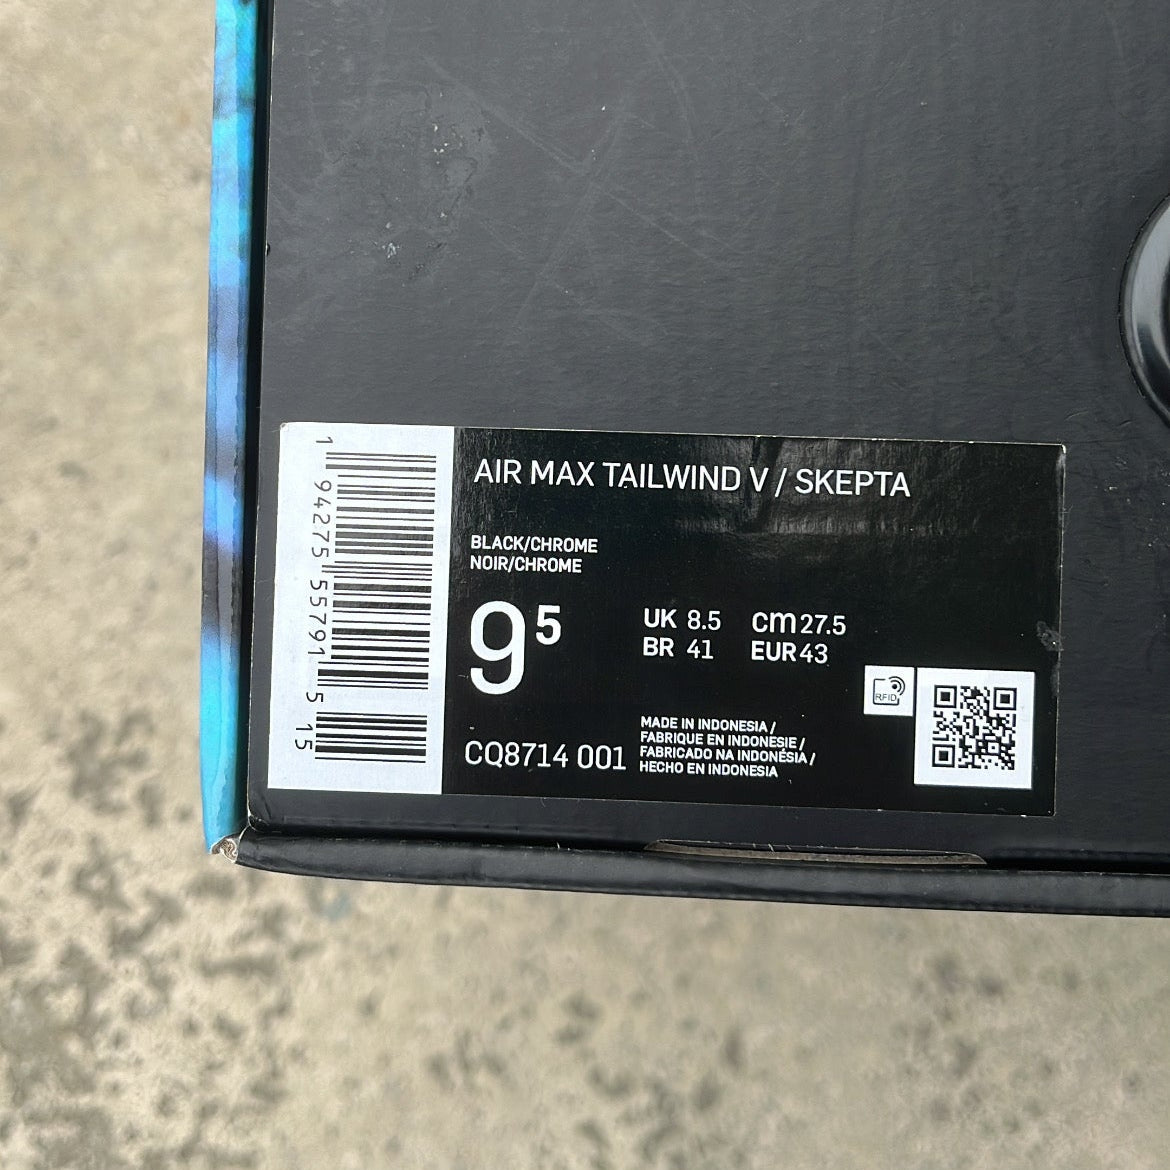 AIR MAX TAILWIND V / SKEPTA
BLACK/CHROME
NOIR/CHROME
9 5
UK 8.5 cm 27.5
BR 41 EUR 43
RFID
CQ8714 001
MADE IN INDONESIA /
FABRIQUE EN INDONESIE /
FABRICADO NA INDONÉSIA /
HECHO EN INDONESIA
1 94275 55791 5 15